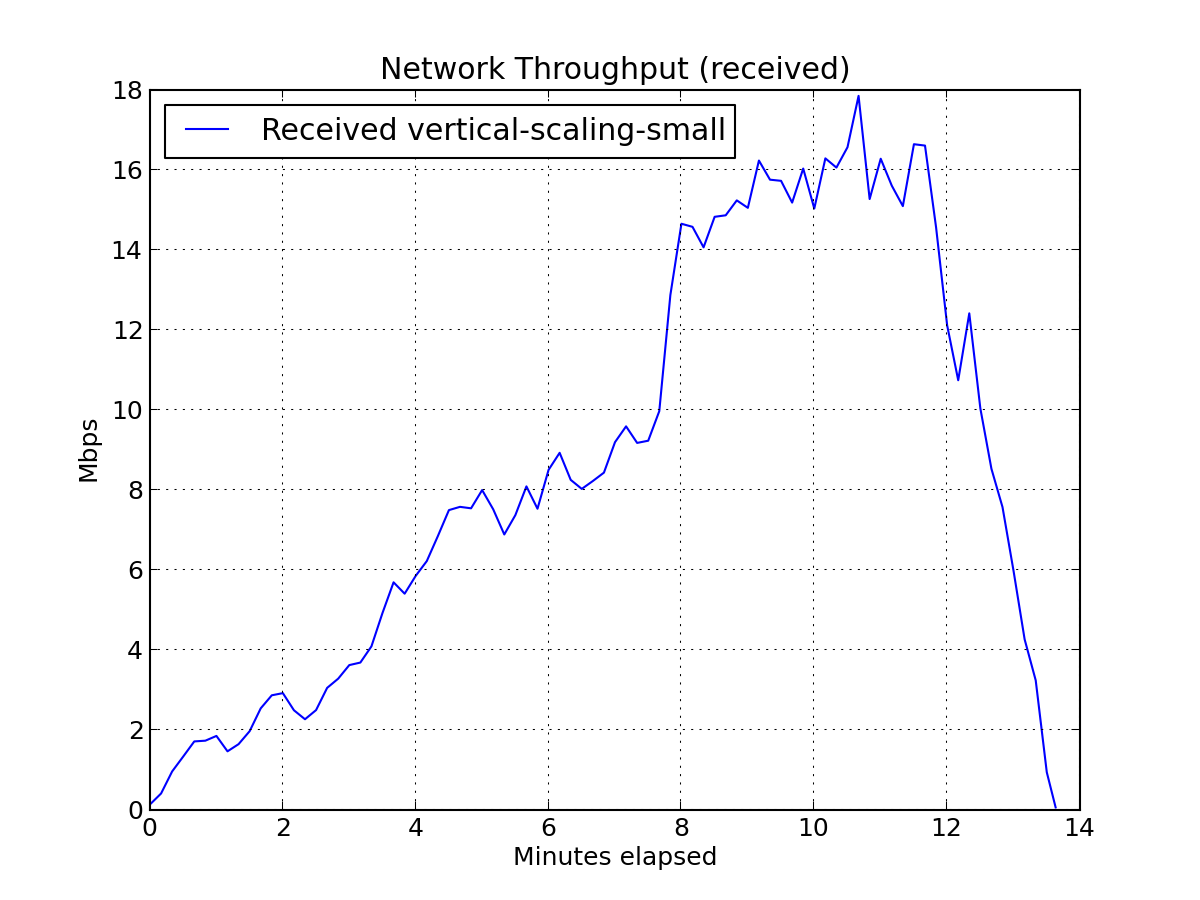 Network Throughput (received)
Received vertical-scaling-small
18
16
14
12
10
8
6
4
2
0
Mbps
0 2 4 6 8 10 12 14
Minutes elapsed